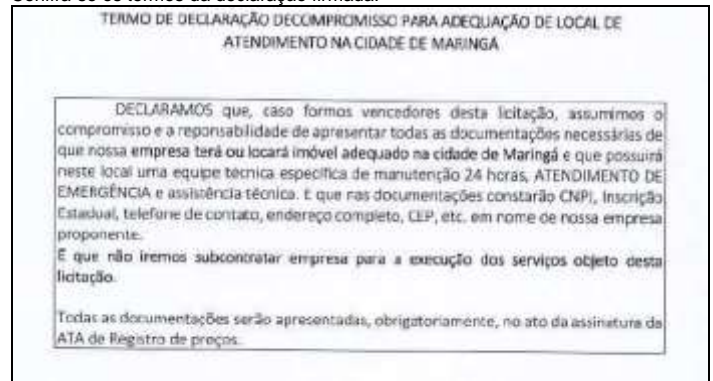 Confira-se os termos da declaração firmada:
TERMO DE DECLARAÇÃO DECOMPROMISSO PARA ADEQUAÇÃO DE LOCAL DE
ATENDIMENTO NA CIDADE DE MARINGÁ
DECLARAMOS que, caso formos vencedores desta licitação, assumimos o
compromisso e a reponsabilidade de apresentar todas as documentações necessárias de
que nossa empresa terá ou locará imóvel adequado na cidade de Maringá e que possuirá
neste local uma equipe técnica específica de manutenção 24 horas, ATENDIMENTO DE
EMERGÊNCIA e assistência técnica. E que nas documentações constarão CNPJ, Inscrição
Estadual, telefone de contato, endereço completo, CEP, etc. em nome de nossa empresa
proponente.
E que não iremos subcontratar empresa para a execução dos serviços objeto desta
licitação.
Todas as documentações serão apresentadas, obrigatoriamente, no ato da assinatura da
ATA de Registro de preços.